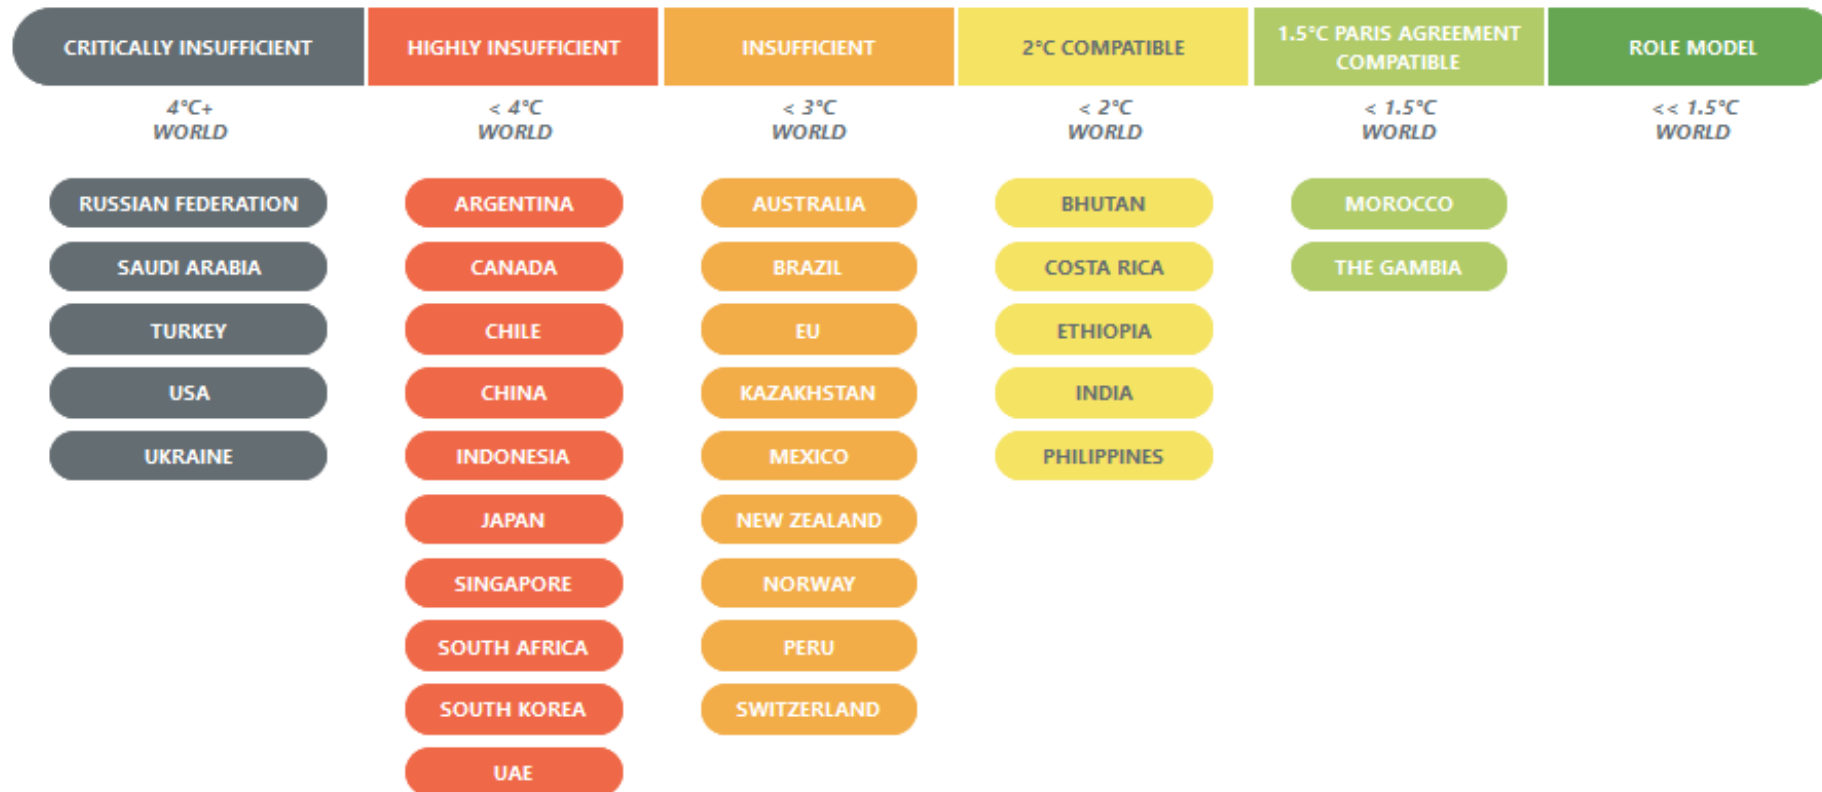 CRITICALLY INSUFFICIENT
HIGHLY INSUFFICIENT
INSUFFICIENT
2°C COMPATIBLE
1.5°C PARIS AGREEMENT
COMPATIBLE
ROLE MODEL
4°C+
WORLD
< 4°C
WORLD
< 3°C
WORLD
< 2°C
WORLD
< 1.5°C
WORLD
<< 1.5°C
WORLD
RUSSIAN FEDERATION
SAUDI ARABIA
TURKEY
USA
UKRAINE
ARGENTINA
CANADA
CHILE
CHINA
INDONESIA
JAPAN
SINGAPORE
SOUTH AFRICA
SOUTH KOREA
UAE
AUSTRALIA
BRAZIL
EU
KAZAKHSTAN
MEXICO
NEW ZEALAND
NORWAY
PERU
SWITZERLAND
BHUTAN
COSTA RICA
ETHIOPIA
INDIA
PHILIPPINES
MOROCCO
THE GAMBIA